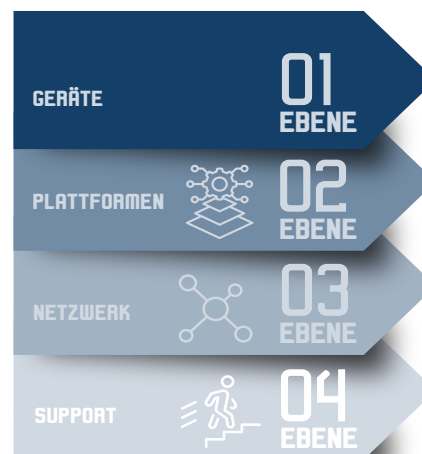 GERÄTE
01
EBENE
PLATTFORMEN
02
EBENE
NETZWERK
03
EBENE
SUPPORT
04
EBENE